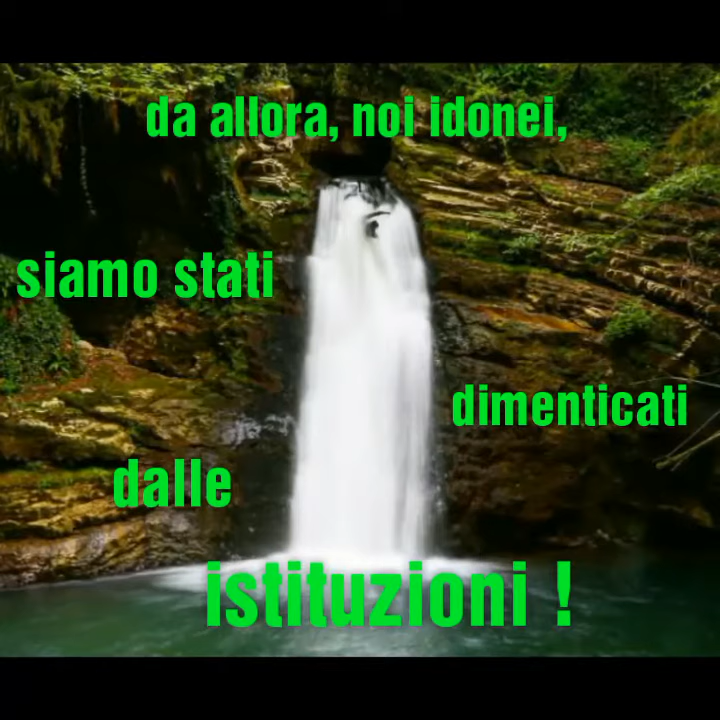 da allora, noi idonei,
siamo stati
dimenticati
dalle
istituzioni !